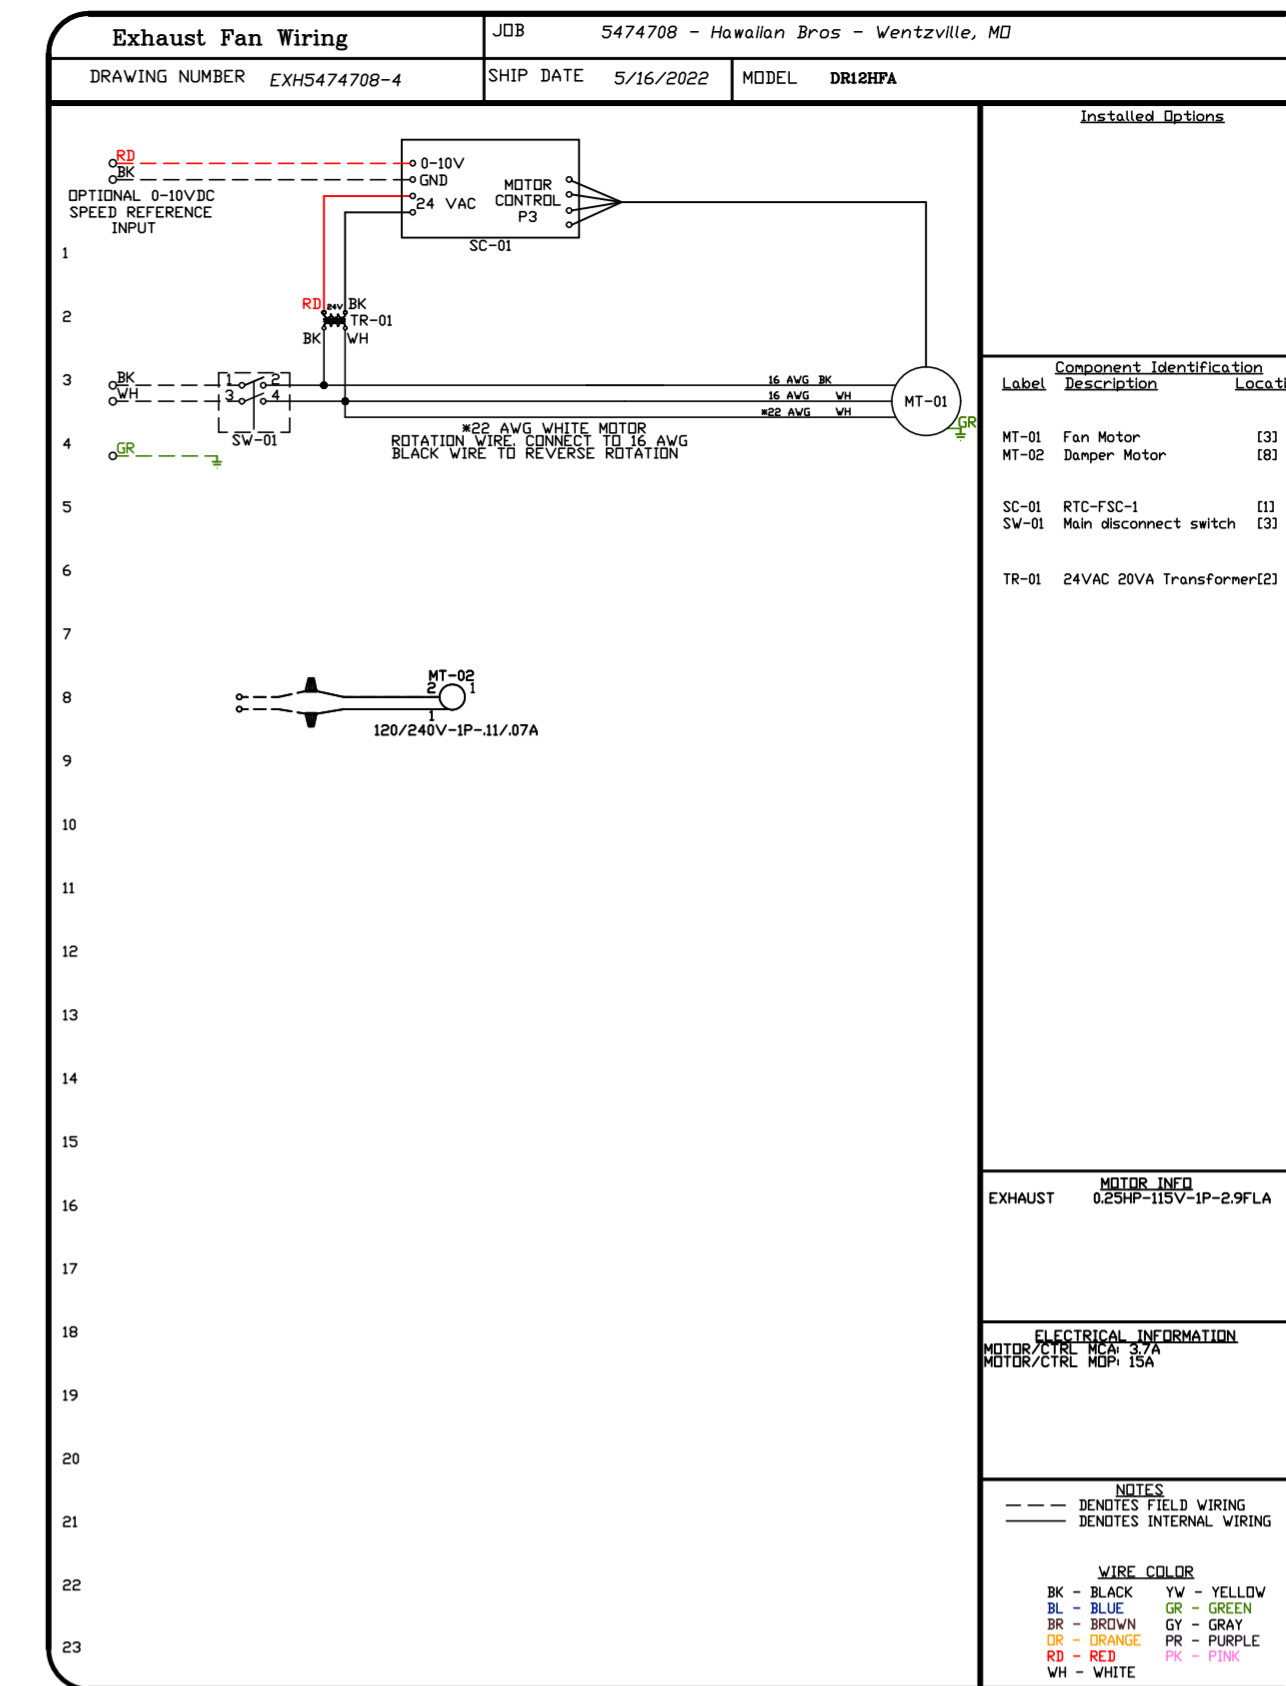 Exhaust Fan Wiring
JOB 5474708 - Hawaiian Bros - Wentzville, MO
DRAWING NUMBER EXH5474708-4
SHIP DATE 5/16/2022
MODEL DR12HFA
Installed Options
RD
BK
OPTIONAL 0-10VDC
SPEED REFERENCE
INPUT
0-10V
GND
24 VAC
MOTOR
CONTROL
P3
SC-01
1
RD 24V BK
2
TR-01
BK WH
3
BK
WH
1 2
3 4
SW-01
16 AWG BK
16 AWG WH
*22 AWG WH
MT-01
GR
*22 AWG WHITE MOTOR
ROTATION WIRE. CONNECT TO 16 AWG
BLACK WIRE TO REVERSE ROTATION
4
GR
5
6
7
8
MT-02
2 1
1
120/240V-1P-.11/.07A
9
10
11
12
13
14
15
16
17
18
19
20
21
22
23
Component Identification
Label Description Locati
MT-01 Fan Motor [3]
MT-02 Damper Motor [8]
SC-01 RTC-FSC-1 [1]
SW-01 Main disconnect switch [3]
TR-01 24VAC 20VA Transformer[2]
MOTOR INFO
EXHAUST 0.25HP-115V-1P-2.9FLA
ELECTRICAL INFORMATION
MOTOR/CTRL MCA: 3.7A
MOTOR/CTRL MOP: 15A
NOTES
DENOTES FIELD WIRING
DENOTES INTERNAL WIRING
WIRE COLOR
BK - BLACK YW - YELLOW
BL - BLUE GR - GREEN
BR - BROWN GY - GRAY
OR - ORANGE PR - PURPLE
RD - RED PK - PINK
WH - WHITE